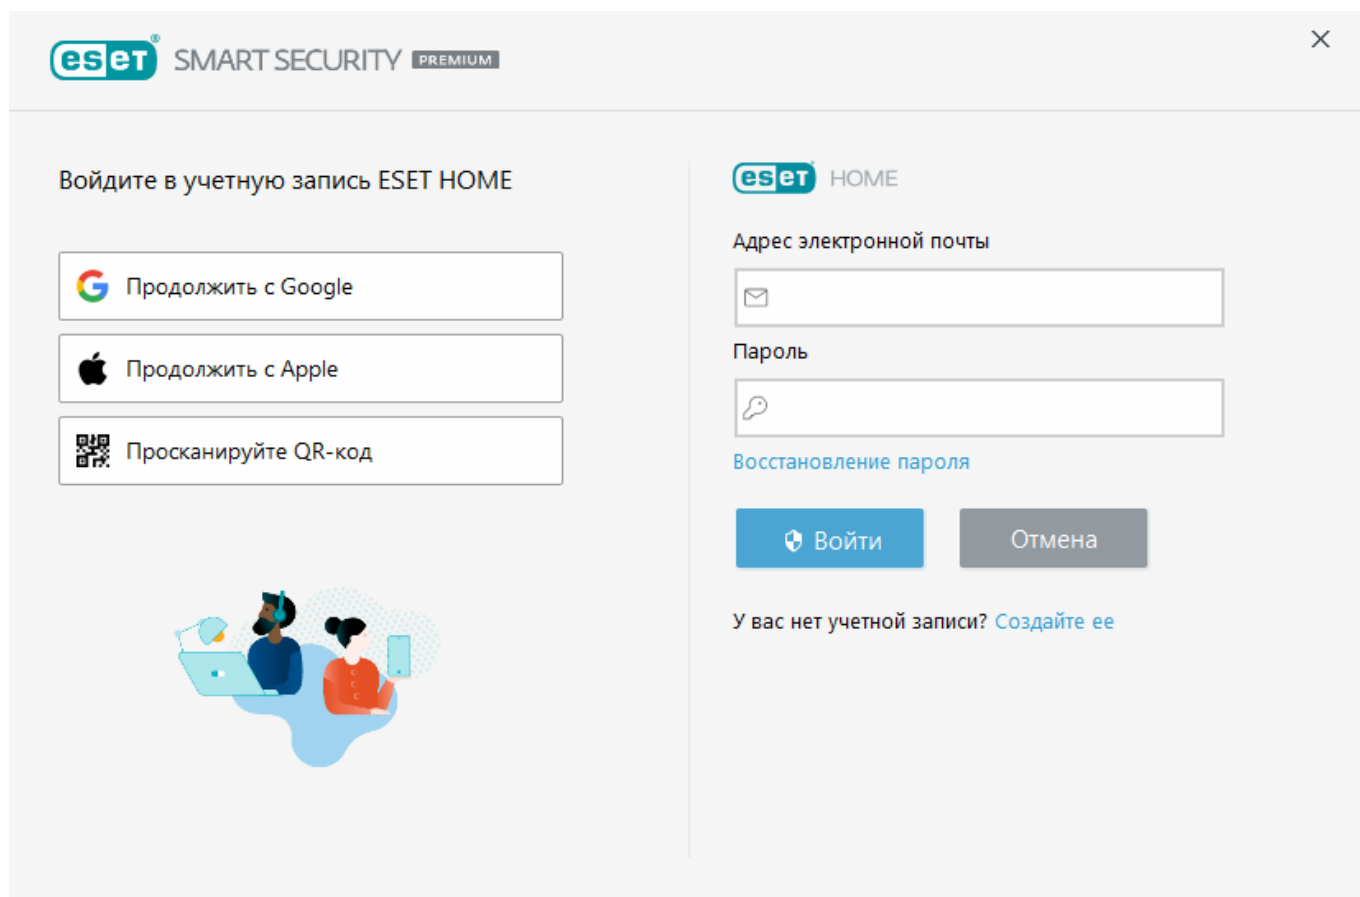 eset® SMART SECURITY PREMIUM
Войдите в учетную запись ESET HOME
Продолжить с Google
Продолжить с Apple
Просканируйте QR-код
eset HOME
Адрес электронной почты
Пароль
Восстановление пароля
Войти
Отмена
У вас нет учетной записи? Создайте ее